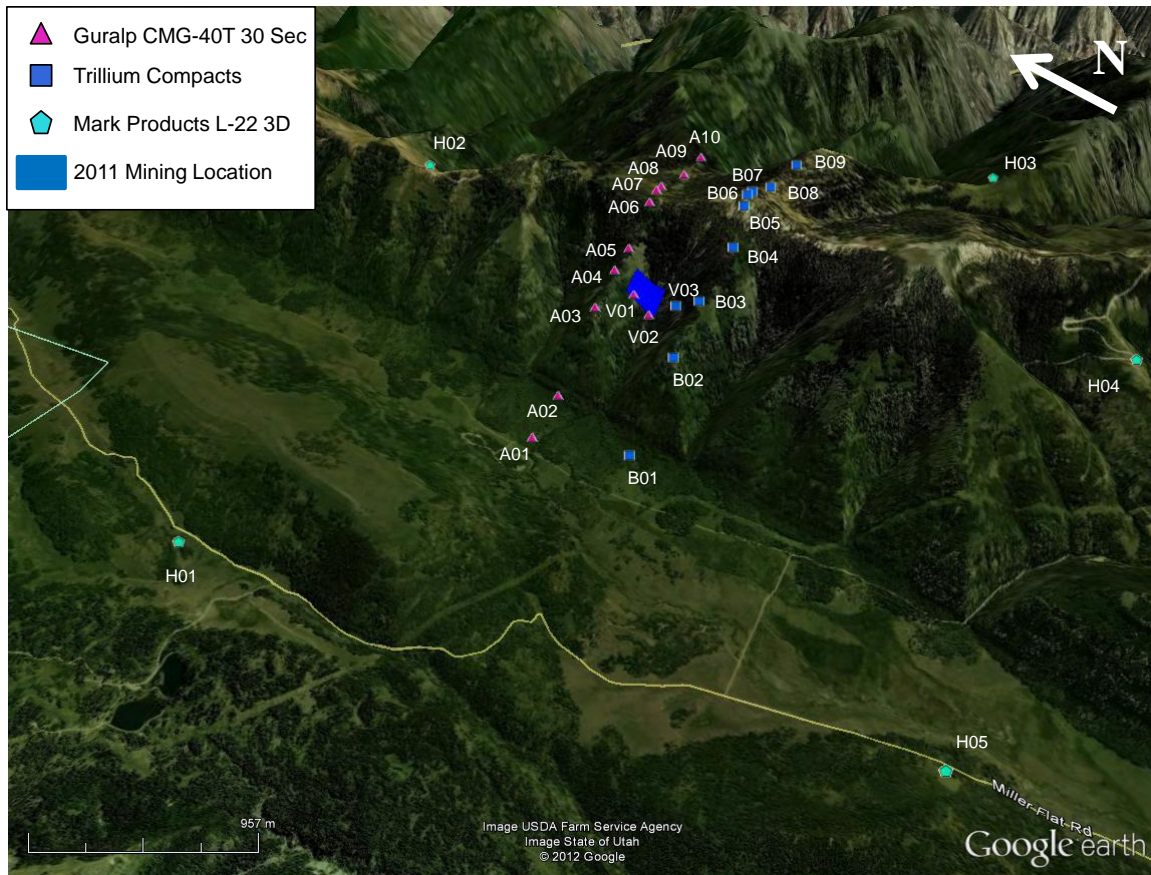 Guralp CMG-40T 30 Sec
Trillium Compacts
Mark Products L-22 3D
2011 Mining Location
N
H02
A10
A09
A08
A07
A06
B09
B07
B08
B06
B05
H03
A05
B04
A04
V03
B03
A03
V01
V02
B02
H04
A02
A01
B01
H01
H05
Miller Flat Rd
957 m
Image USDA Farm Service Agency
Image State of Utah
© 2012 Google
Google earth